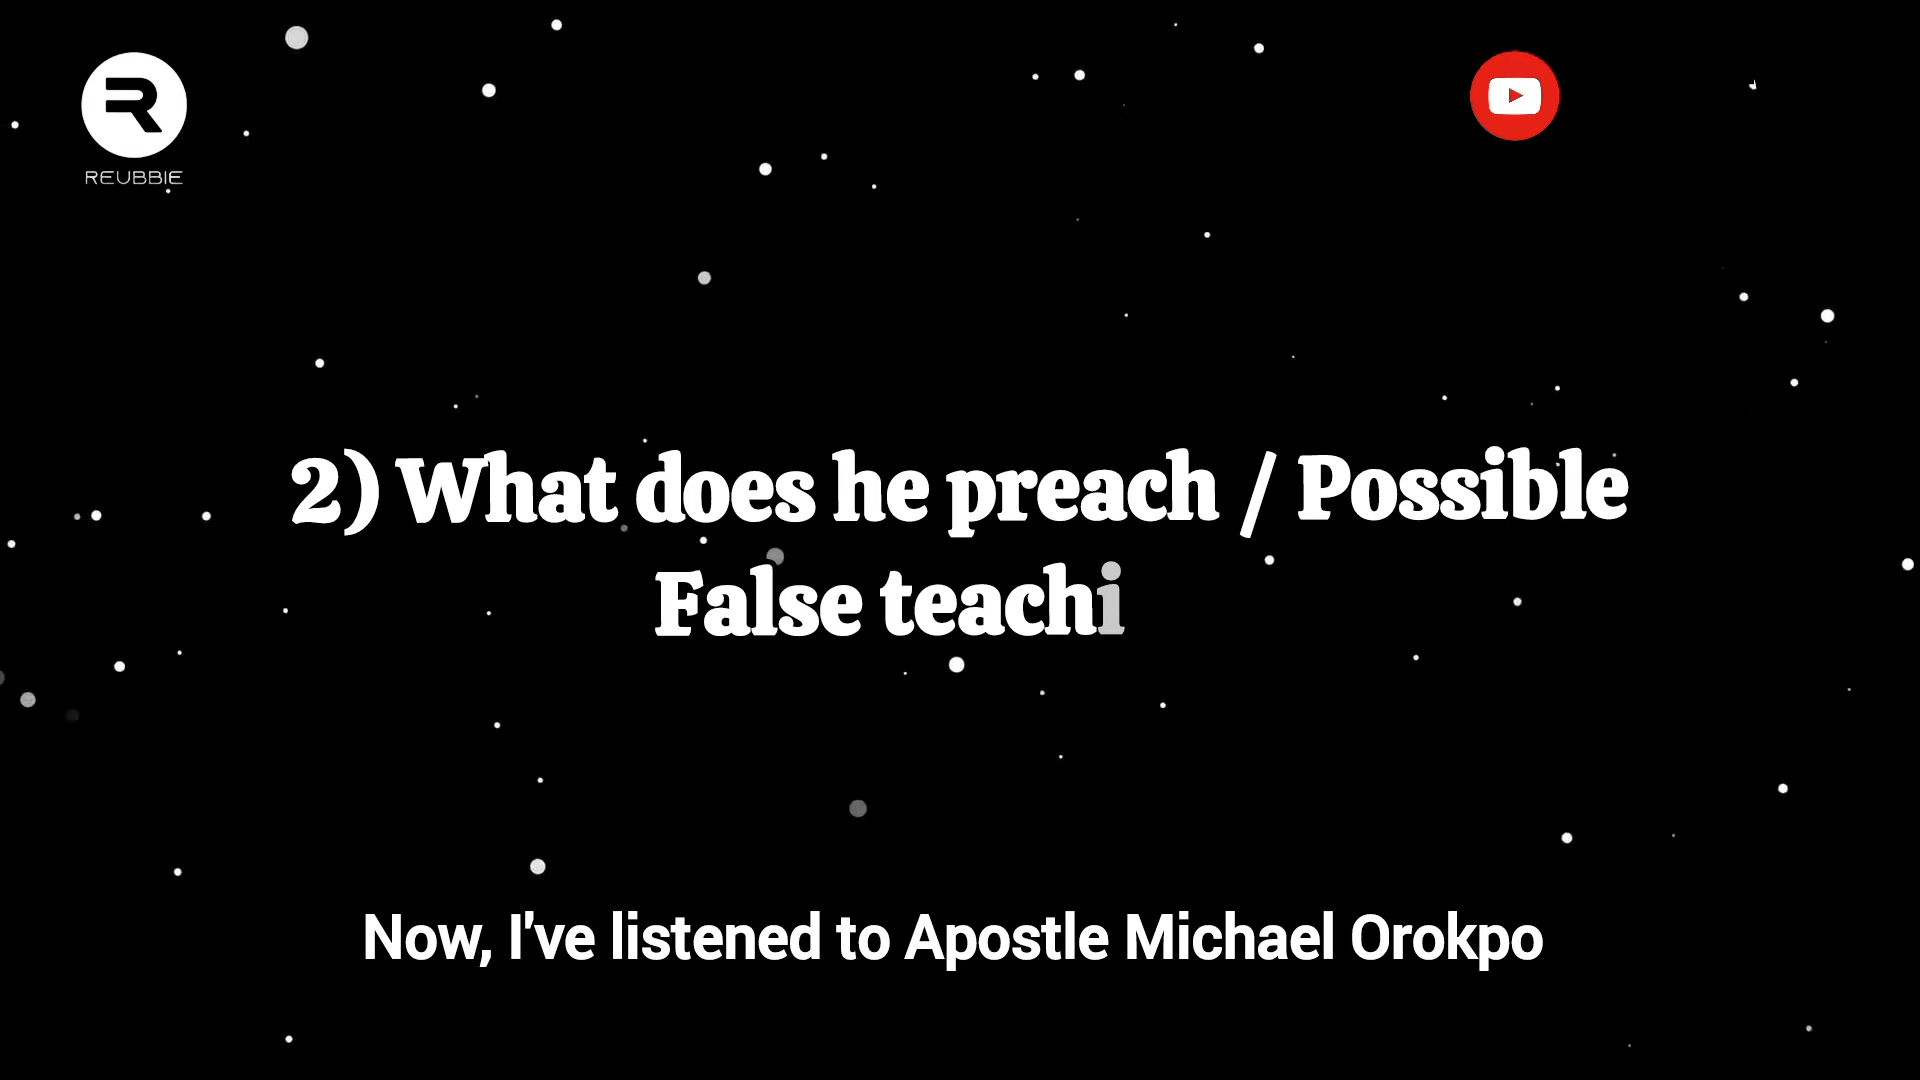 REUBBIE
2) What does he preach / Possible
False teachi
Now, I've listened to Apostle Michael Orokpo